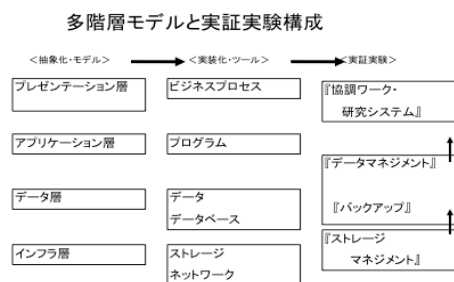 多階層モデルと実証実験構成
＜抽象化・モデル＞
＜実装化・ツール＞
＜実証実験＞
プレゼンテーション層
ビジネスプロセス
『協調ワーク・
研究システム』
アプリケーション層
プログラム
『データマネジメント』
『バックアップ』
データ層
データ
データベース
インフラ層
ストレージ
ネットワーク
『ストレージ
マネジメント』